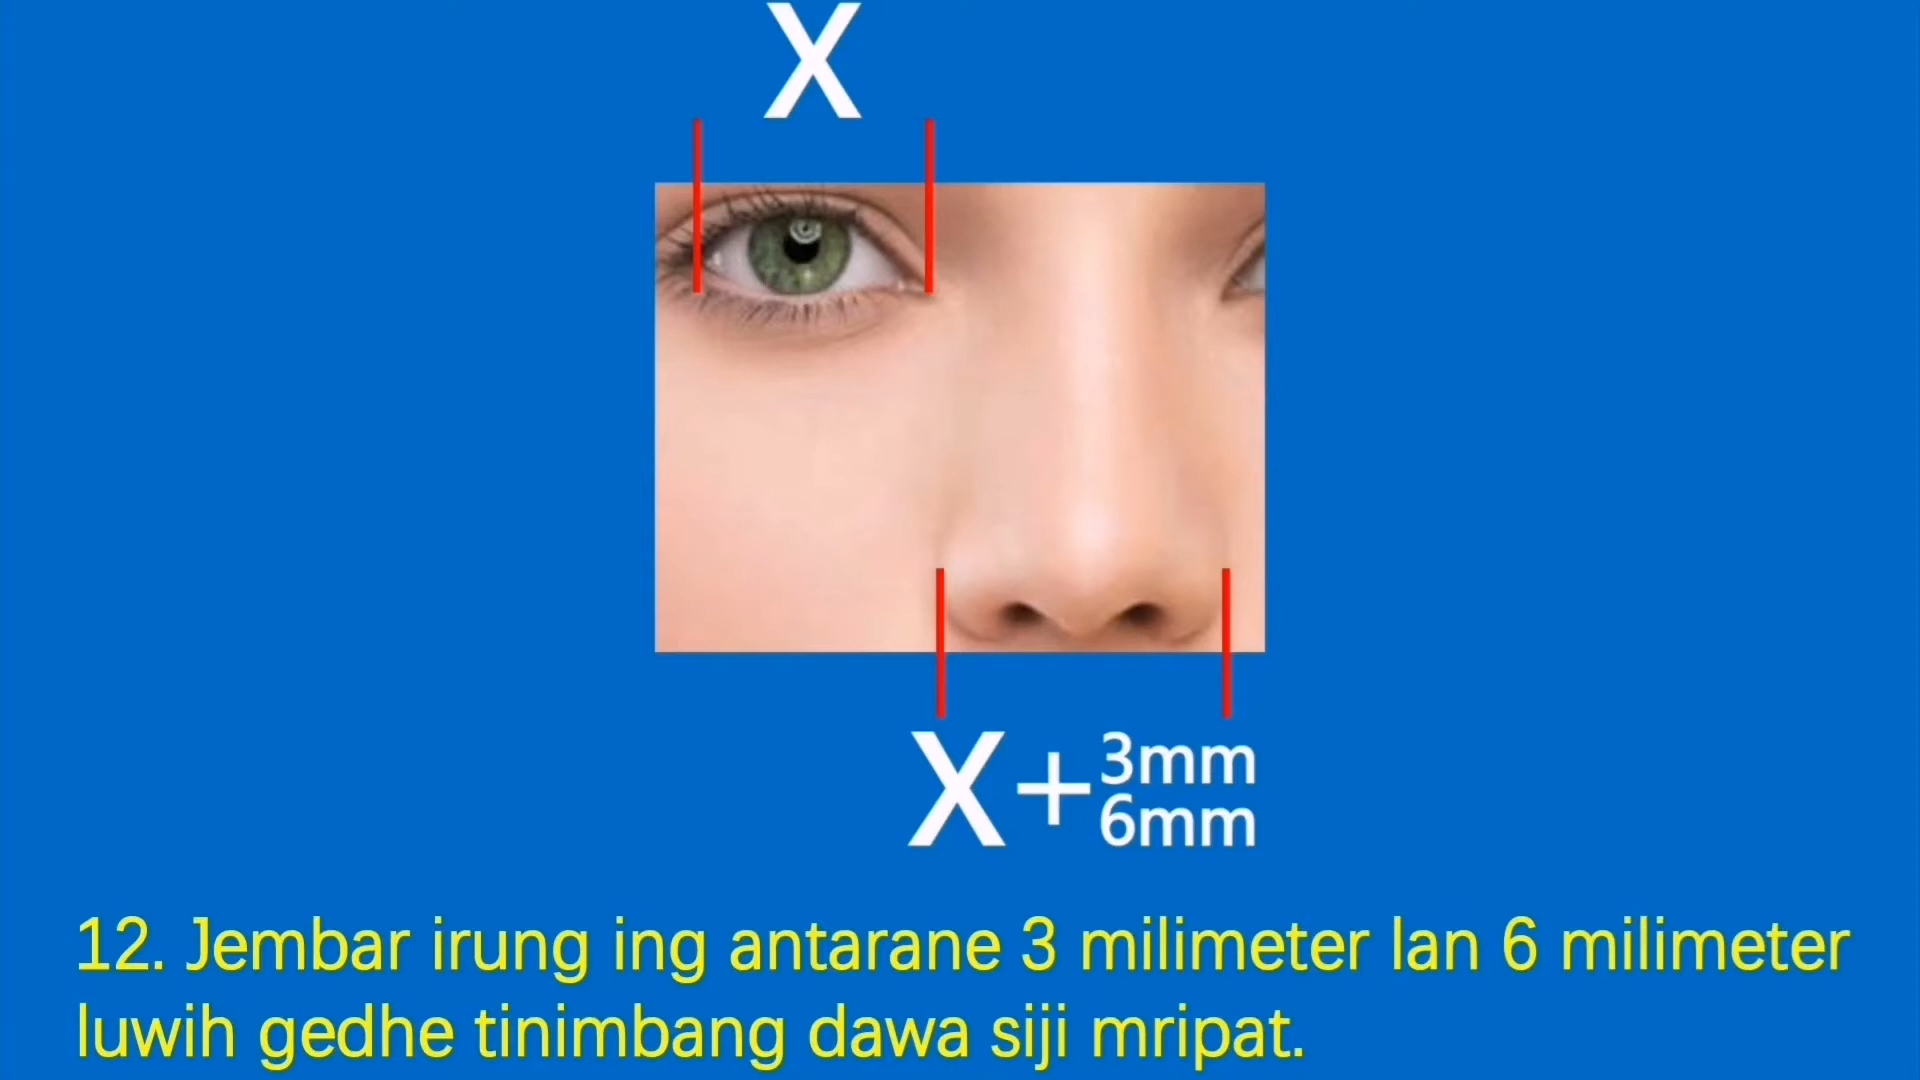 X
X+3mm
6mm
12. Jembar irung ing antarane 3 milimeter lan 6 milimeter
luwih gedhe tinimbang dawa siji mripat.